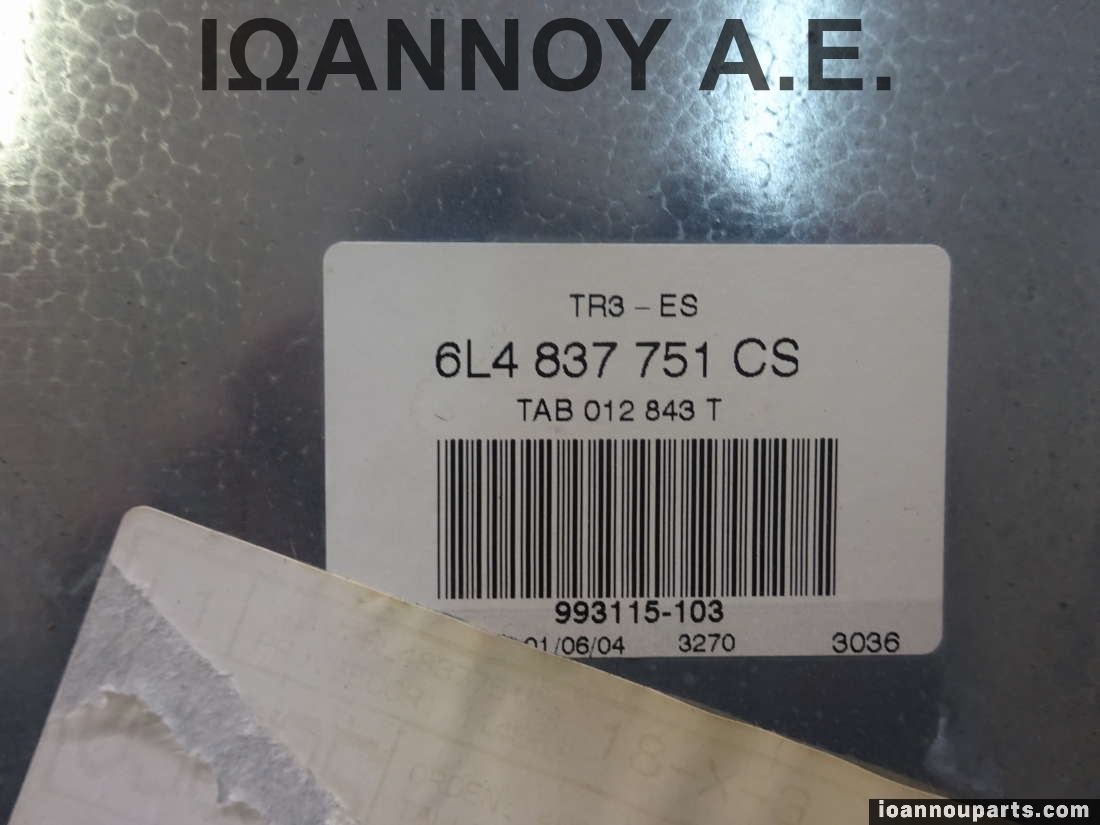 ΙΩΑΝΝΟΥ Α.Ε.
TR3 - ES
6L4 837 751 CS
TAB 012 843 T
993115-103
01/06/04 3270 3036
18-X
ioannouparts.com